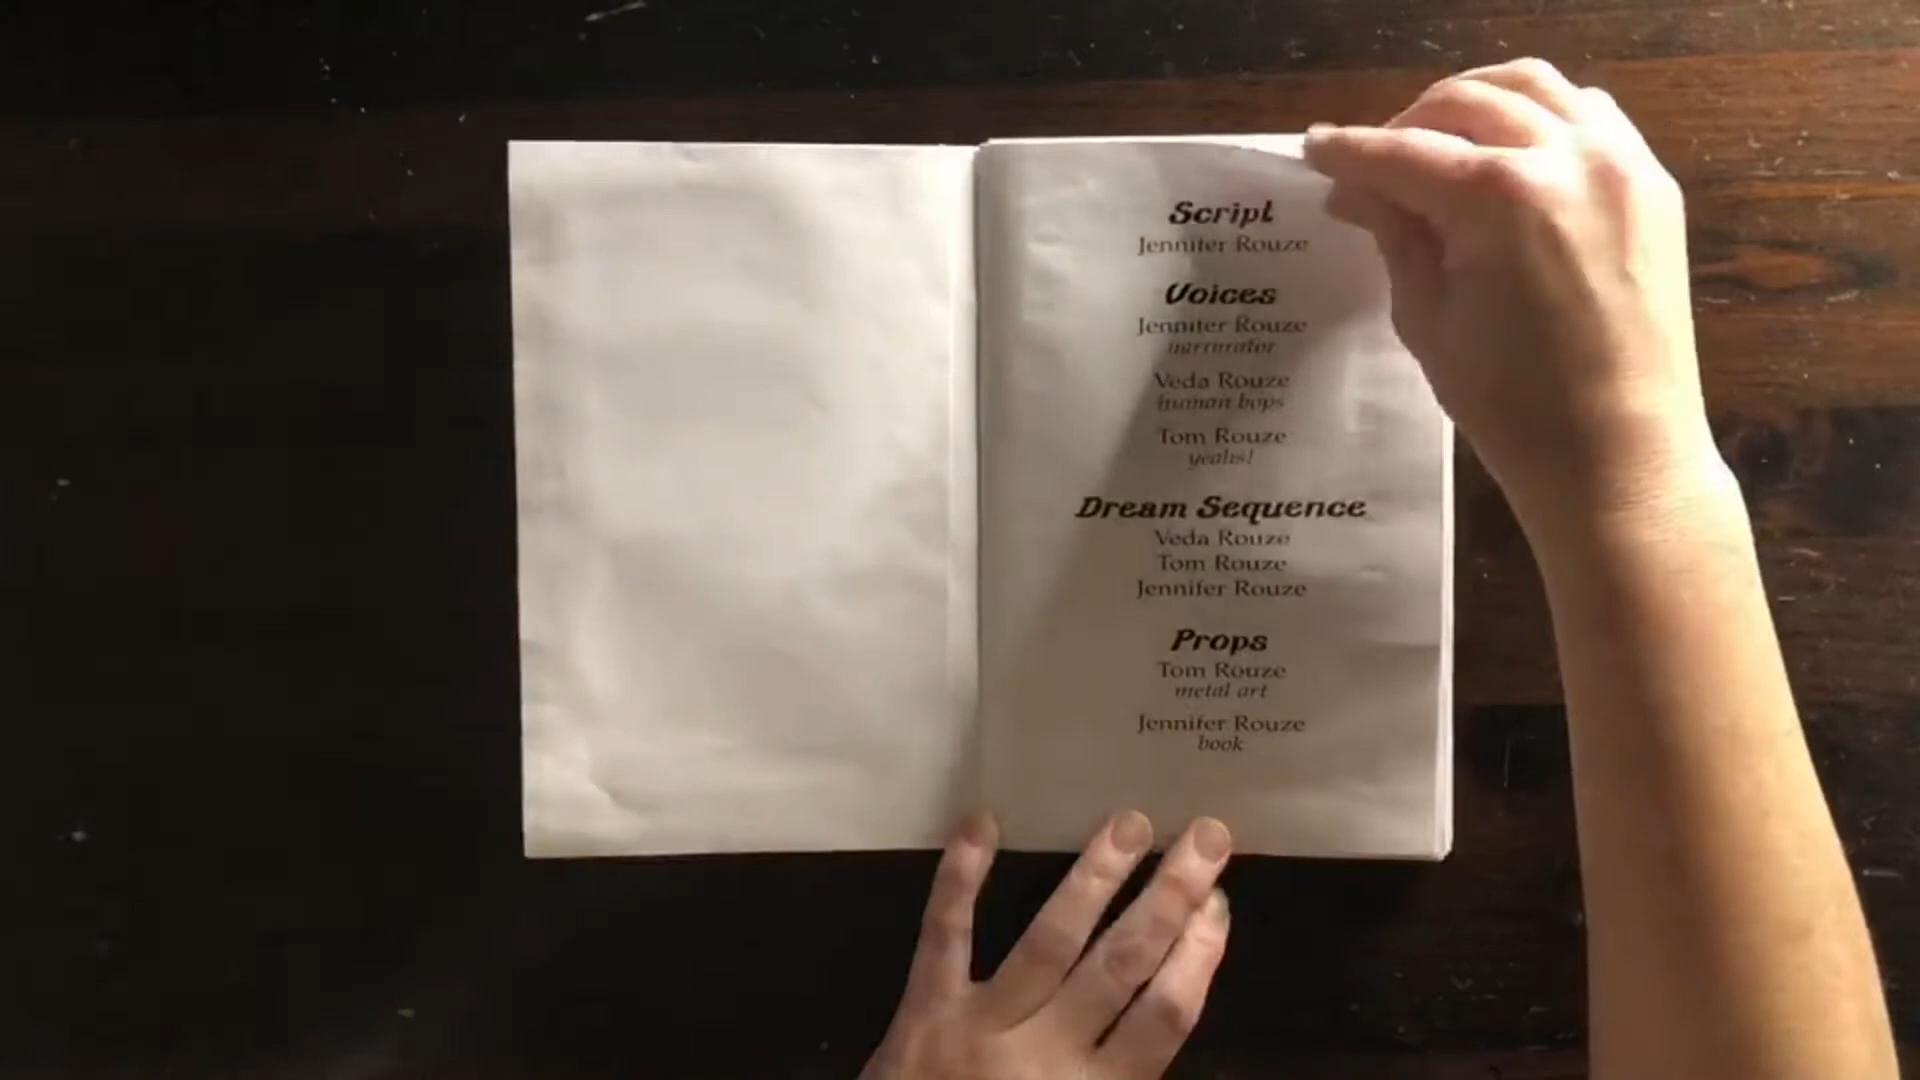 Script
Jennifer Rouze
Voices
Jennifer Rouze
narrarator
Veda Rouze
human bops
Tom Rouze
yeahs!
Dream Sequence
Veda Rouze
Tom Rouze
Jennifer Rouze
Props
Tom Rouze
metal art
Jennifer Rouze
book